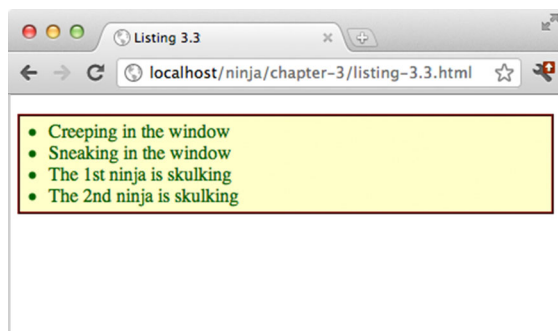 Listing 3.3
localhost/ninja/chapter-3/listing-3.3.html
Creeping in the window
Sneaking in the window
The 1st ninja is skulking
The 2nd ninja is skulking